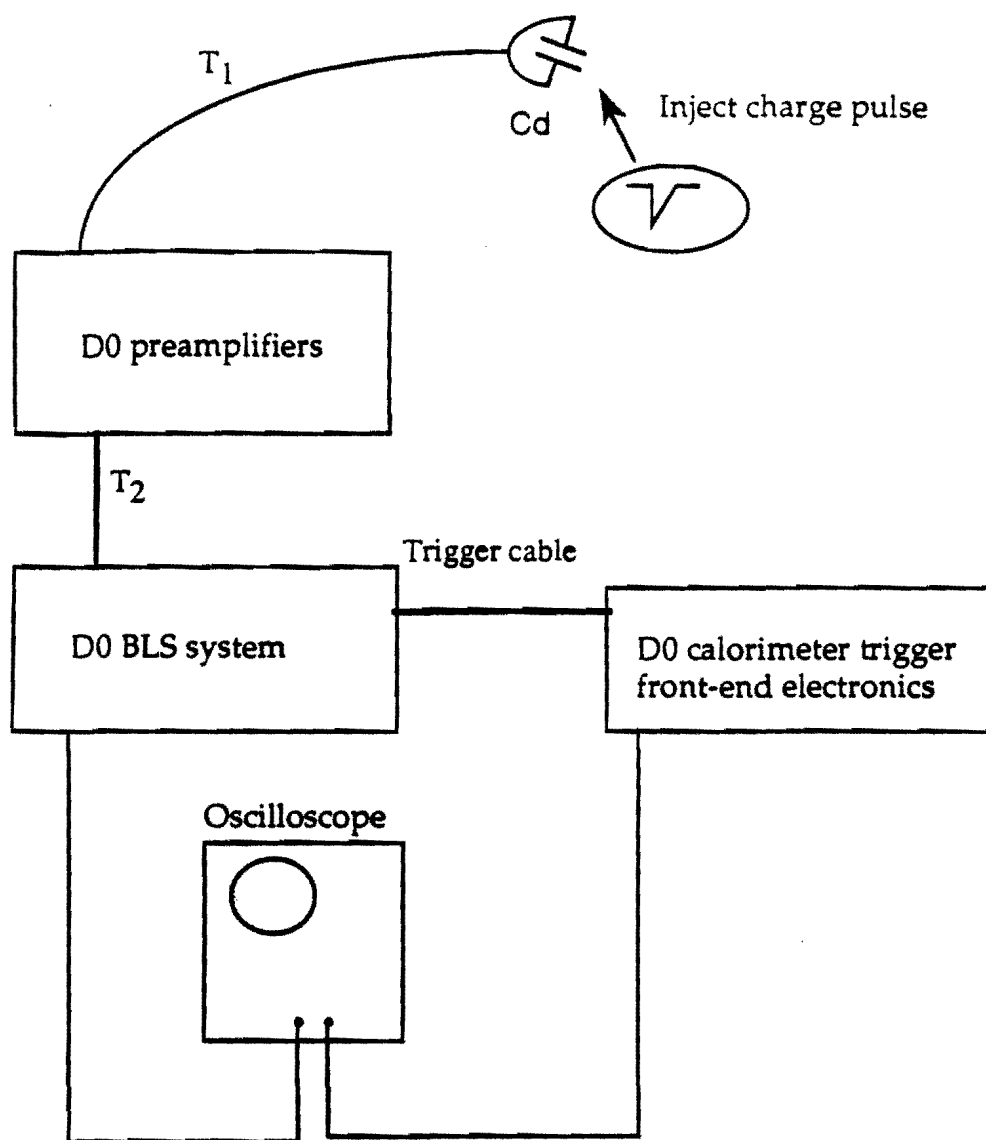 T1
Cd
Inject charge pulse
D0 preamplifiers
T2
Trigger cable
D0 BLS system
D0 calorimeter trigger
front-end electronics
Oscilloscope